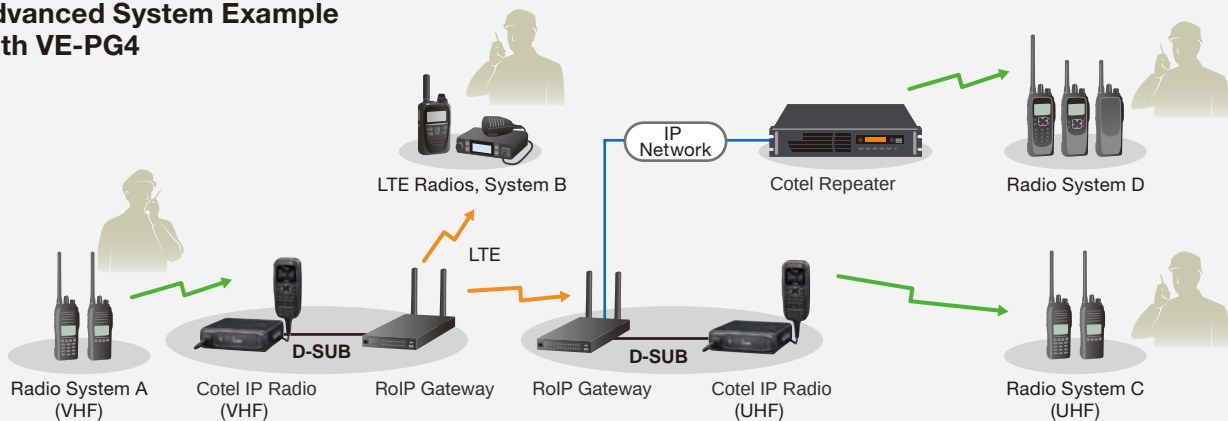 dvanced System Example
th VE-PG4
IP
Network
LTE Radios, System B
Cotel Repeater
Radio System D
LTE
D-SUB
D-SUB
Radio System A
(VHF)
Cotel IP Radio
(VHF)
RoIP Gateway
RoIP Gateway
Cotel IP Radio
(UHF)
Radio System C
(UHF)